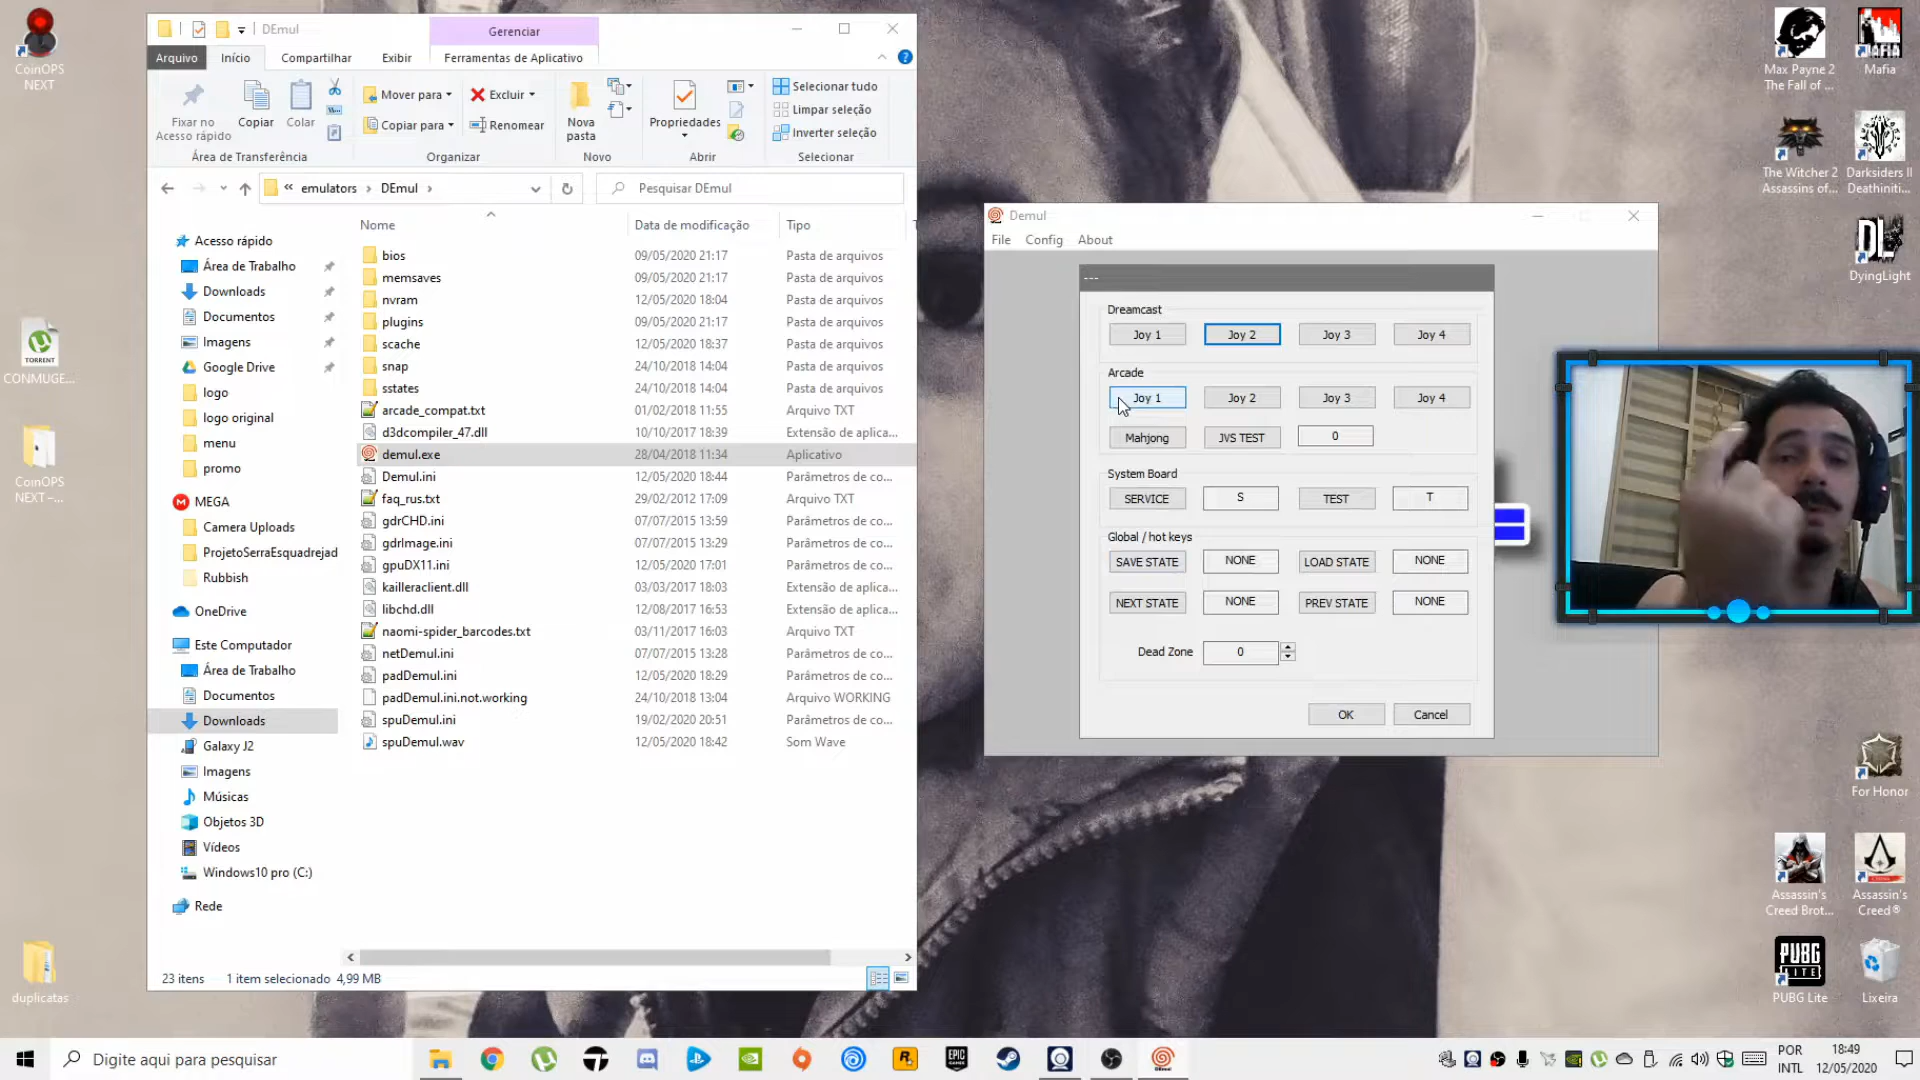 CoinOPS
NEXT
CONMUGE...
CoinOPS
NEXT –...
duplicatas
DEmul
Gerenciar
Arquivo
Início
Compartilhar
Exibir
Ferramentas de Aplicativo
Fixar no
Acesso rápido
Copiar
Colar
Mover para
Copiar para
Excluir
Renomear
Nova
pasta
Propriedades
Selecionar tudo
Limpar seleção
Inverter seleção
Área de Transferência
Organizar
Novo
Abrir
Selecionar
« emulators › DEmul ›
Pesquisar DEmul
Nome
Data de modificação
Tipo
Acesso rápido
Área de Trabalho
Downloads
Documentos
Imagens
Google Drive
logo
logo original
menu
promo
MEGA
Camera Uploads
ProjetoSerraEsquadrejad
Rubbish
OneDrive
Este Computador
Área de Trabalho
Documentos
Downloads
Galaxy J2
Imagens
Músicas
Objetos 3D
Vídeos
Windows10 pro (C:)
Rede
bios 09/05/2020 21:17 Pasta de arquivos
memsaves 09/05/2020 21:17 Pasta de arquivos
nvram 12/05/2020 18:04 Pasta de arquivos
plugins 09/05/2020 21:17 Pasta de arquivos
scache 12/05/2020 18:37 Pasta de arquivos
snap 24/10/2018 14:04 Pasta de arquivos
sstates 24/10/2018 14:04 Pasta de arquivos
arcade_compat.txt 01/02/2018 11:55 Arquivo TXT
d3dcompiler_47.dll 10/10/2017 18:39 Extensão de aplica...
demul.exe 28/04/2018 11:34 Aplicativo
Demul.ini 12/05/2020 18:44 Parâmetros de co...
faq_rus.txt 29/02/2012 17:09 Arquivo TXT
gdrCHD.ini 07/07/2015 13:59 Parâmetros de co...
gdrImage.ini 07/07/2015 13:29 Parâmetros de co...
gpuDX11.ini 12/05/2020 17:01 Parâmetros de co...
kailleraclient.dll 03/03/2017 18:03 Extensão de aplica...
libchd.dll 12/08/2017 16:53 Extensão de aplica...
naomi-spider_barcodes.txt 03/11/2017 16:03 Arquivo TXT
netDemul.ini 07/07/2015 13:28 Parâmetros de co...
padDemul.ini 12/05/2020 18:29 Parâmetros de co...
padDemul.ini.not.working 24/10/2018 13:04 Arquivo WORKING
spuDemul.ini 19/02/2020 20:51 Parâmetros de co...
spuDemul.wav 12/05/2020 18:42 Som Wave
23 itens 1 item selecionado 4,99 MB
Demul
File Config About
---
Dreamcast
Joy 1 Joy 2 Joy 3 Joy 4
Arcade
Joy 1 Joy 2 Joy 3 Joy 4
Mahjong JVS TEST 0
System Board
SERVICE S TEST T
Global / hot keys
SAVE STATE NONE LOAD STATE NONE
NEXT STATE NONE PREV STATE NONE
Dead Zone 0
OK Cancel
Max Payne 2
The Fall of ...
MAFIA
Mafia
The Witcher 2
Assassins of...
Darksiders II
Deathiniti...
DL
DyingLight
For Honor
Assassin's
Creed Brot...
Assassin's
Creed®
PUBG
LITE
PUBG Lite
Lixeira
TORRENT
Digite aqui para pesquisar
EPIC
GAMES
DEmul
POR
INTL
18:49
12/05/2020